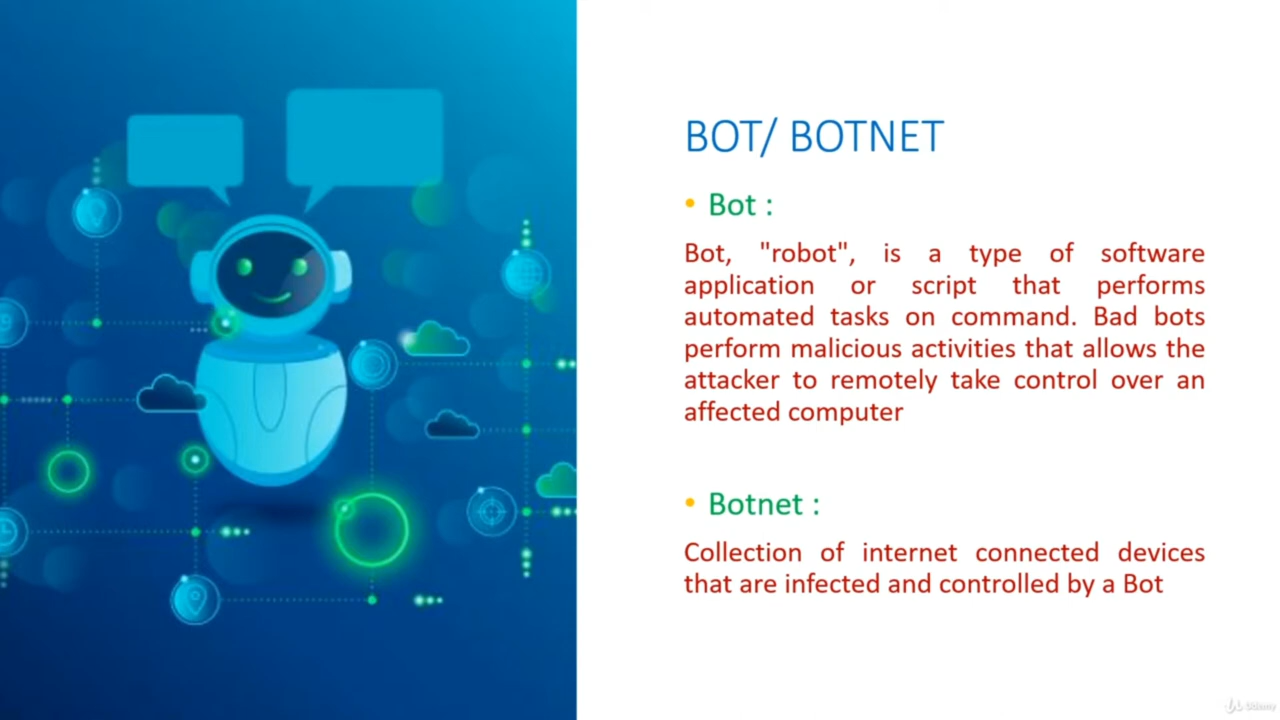 BOT/ BOTNET
• Bot :
Bot, "robot", is a type of software
application or script that performs
automated tasks on command. Bad bots
perform malicious activities that allows the
attacker to remotely take control over an
affected computer
• Botnet :
Collection of internet connected devices
that are infected and controlled by a Bot
Udemy